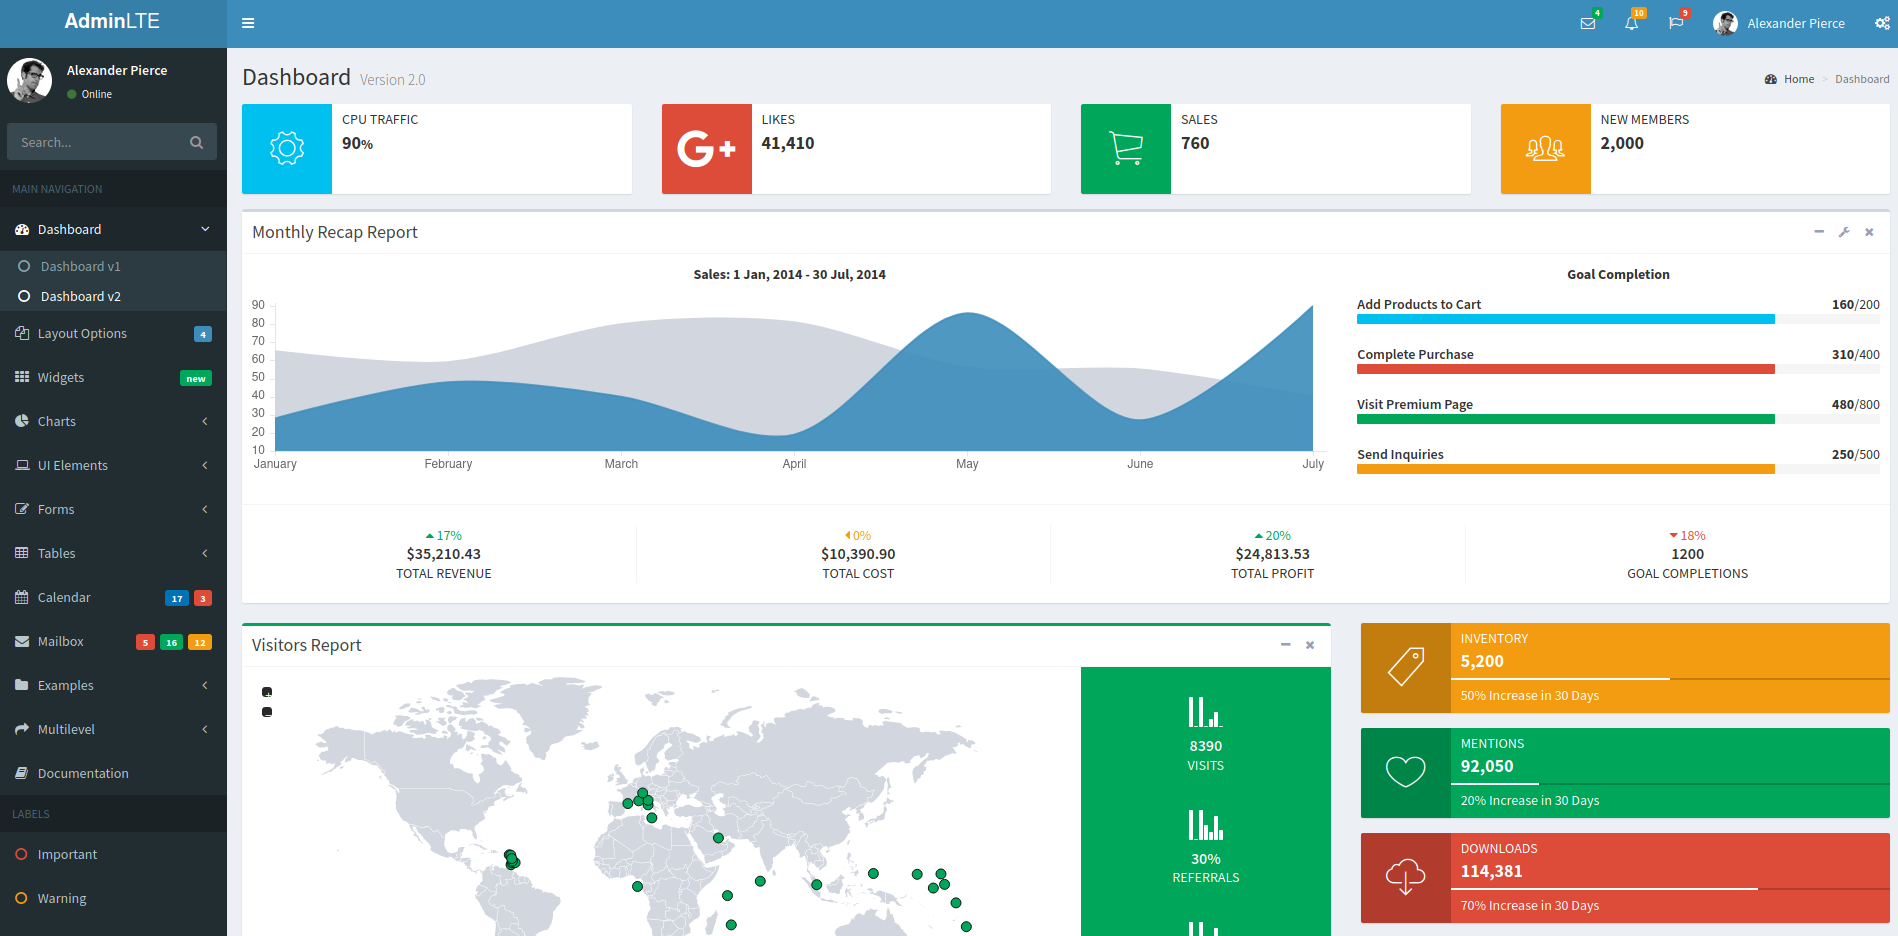 AdminLTE
4
10
9
Alexander Pierce
Alexander Pierce
Online
Search...
MAIN NAVIGATION
Dashboard
Dashboard v1
Dashboard v2
Layout Options 4
Widgets new
Charts
UI Elements
Forms
Tables
Calendar 17 3
Mailbox 5 16 12
Examples
Multilevel
Documentation
LABELS
Important
Warning
Dashboard Version 2.0
Home > Dashboard
CPU TRAFFIC
90%
G+
LIKES
41,410
SALES
760
NEW MEMBERS
2,000
Monthly Recap Report
Sales: 1 Jan, 2014 - 30 Jul, 2014
90
80
70
60
50
40
30
20
10
January February March April May June July
Goal Completion
Add Products to Cart 160/200
Complete Purchase 310/400
Visit Premium Page 480/800
Send Inquiries 250/500
17%
$35,210.43
TOTAL REVENUE
0%
$10,390.90
TOTAL COST
20%
$24,813.53
TOTAL PROFIT
18%
1200
GOAL COMPLETIONS
Visitors Report
8390
VISITS
30%
REFERRALS
INVENTORY
5,200
50% Increase in 30 Days
MENTIONS
92,050
20% Increase in 30 Days
DOWNLOADS
114,381
70% Increase in 30 Days